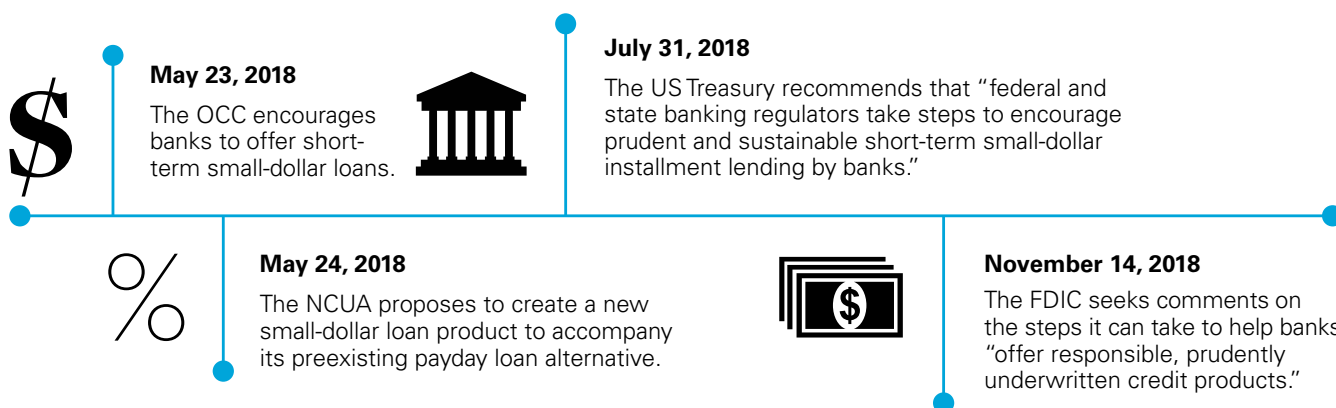 May 23, 2018
The OCC encourages
banks to offer short-
term small-dollar loans.
July 31, 2018
The US Treasury recommends that “federal and
state banking regulators take steps to encourage
prudent and sustainable short-term small-dollar
installment lending by banks.”
May 24, 2018
The NCUA proposes to create a new
small-dollar loan product to accompany
its preexisting payday loan alternative.
November 14, 2018
The FDIC seeks comments on
the steps it can take to help banks
“offer responsible, prudently
underwritten credit products.”